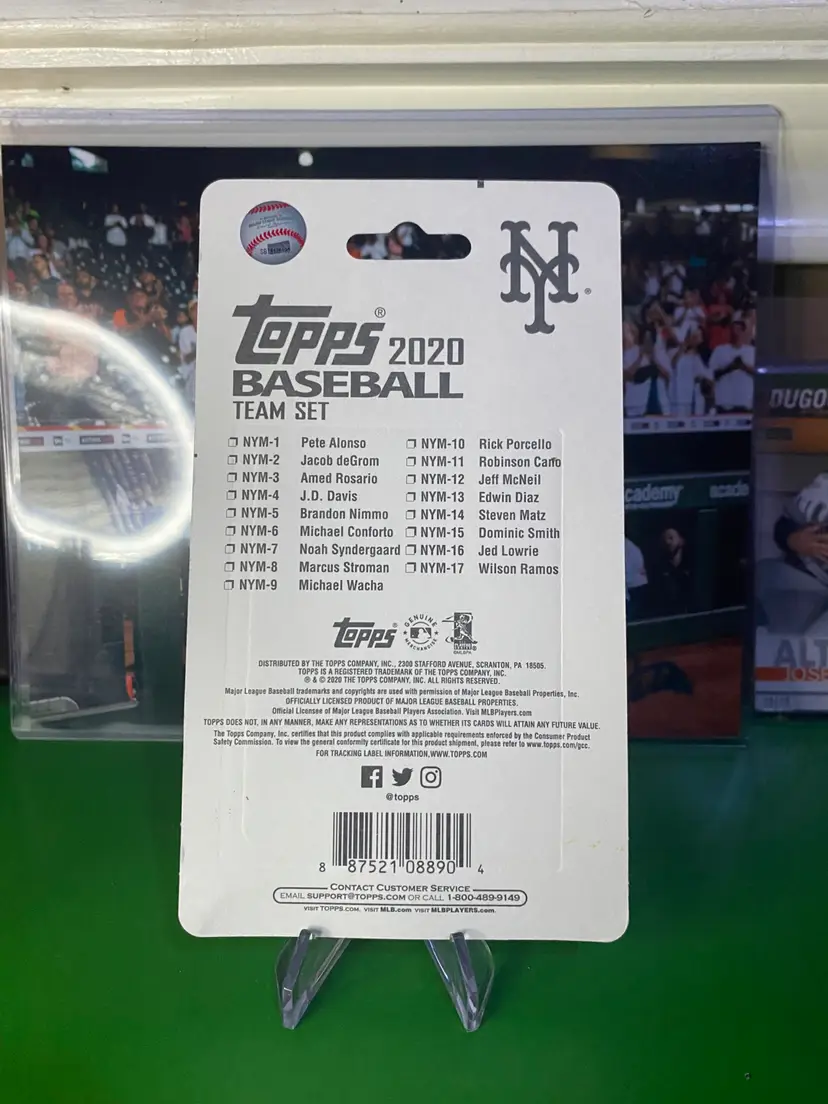 TOPPS® 2020
BASEBALL
TEAM SET
NY®
NYM-1 Pete Alonso
NYM-2 Jacob deGrom
NYM-3 Amed Rosario
NYM-4 J.D. Davis
NYM-5 Brandon Nimmo
NYM-6 Michael Conforto
NYM-7 Noah Syndergaard
NYM-8 Marcus Stroman
NYM-9 Michael Wacha
NYM-10 Rick Porcello
NYM-11 Robinson Cano
NYM-12 Jeff McNeil
NYM-13 Edwin Diaz
NYM-14 Steven Matz
NYM-15 Dominic Smith
NYM-16 Jed Lowrie
NYM-17 Wilson Ramos
TOPPS
GENUINE MERCHANDISE
DISTRIBUTED BY THE TOPPS COMPANY, INC., 2300 STAFFORD AVENUE, SCRANTON, PA 18505.
TOPPS IS A REGISTERED TRADEMARK OF THE TOPPS COMPANY, INC.
® & © 2020 THE TOPPS COMPANY, INC. ALL RIGHTS RESERVED.
Major League Baseball trademarks and copyrights are used with permission of Major League Baseball Properties, Inc.
OFFICIALLY LICENSED PRODUCT OF MAJOR LEAGUE BASEBALL PROPERTIES.
Official Licensee of Major League Baseball Players Association. Visit MLBPlayers.com
TOPPS DOES NOT, IN ANY MANNER, MAKE ANY REPRESENTATIONS AS TO WHETHER ITS CARDS WILL ATTAIN ANY FUTURE VALUE.
The Topps Company, Inc. certifies that this product complies with applicable requirements enforced by the Consumer Product
Safety Commission. To view the general conformity certificate for this product shipment, please refer to www.topps.com/gcc.
FOR TRACKING LABEL INFORMATION,WWW.TOPPS.COM
@topps
8 87521 08890 4
CONTACT CUSTOMER SERVICE
EMAIL SUPPORT@TOPPS.COM OR CALL 1-800-489-9149
VISIT TOPPS.COM. VISIT MLB.com VISIT MLBPLAYERS.com.
cademy
acade
DUGO
ALT
JOSE